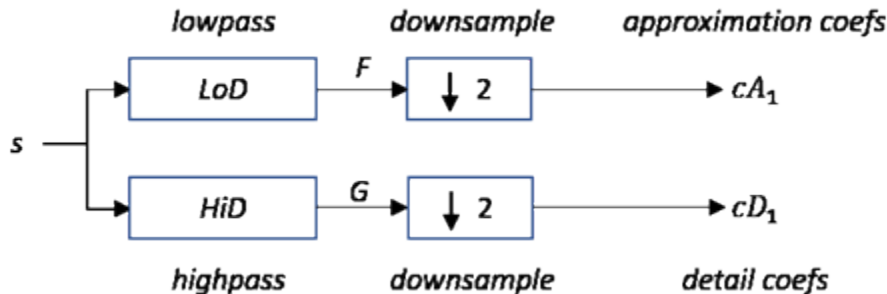 lowpass downsample approximation coefs
F
LoD ↓ 2 cA₁
s
G
HiD ↓ 2 cD₁
highpass downsample detail coefs